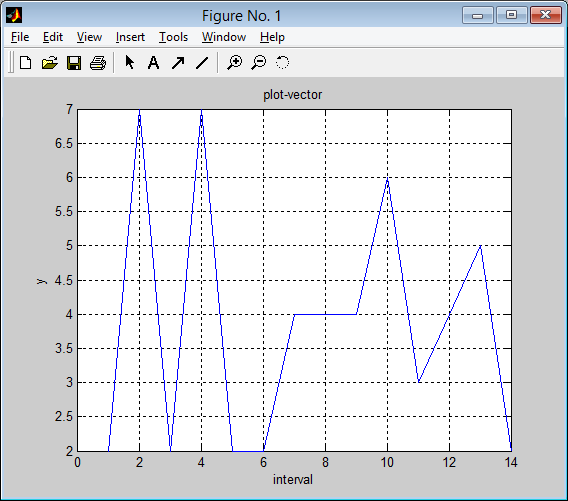 Figure No. 1
File Edit View Insert Tools Window Help
A
plot-vector
7
6.5
6
5.5
5
4.5
4
3.5
3
2.5
2
y
0 2 4 6 8 10 12 14
interval